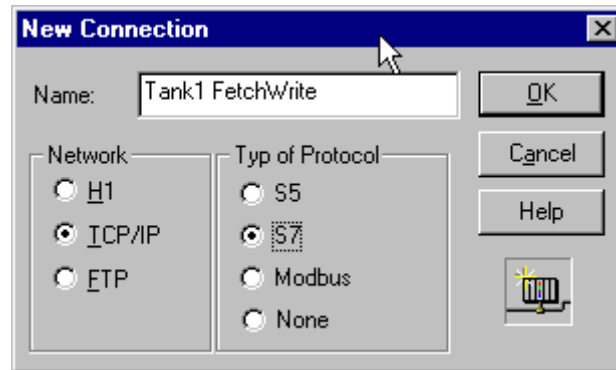 New Connection
Name:
Tank1 FetchWrite
OK
Network
Typ of Protocol
Cancel
H1
S5
TCP/IP
S7
Help
FTP
Modbus
None